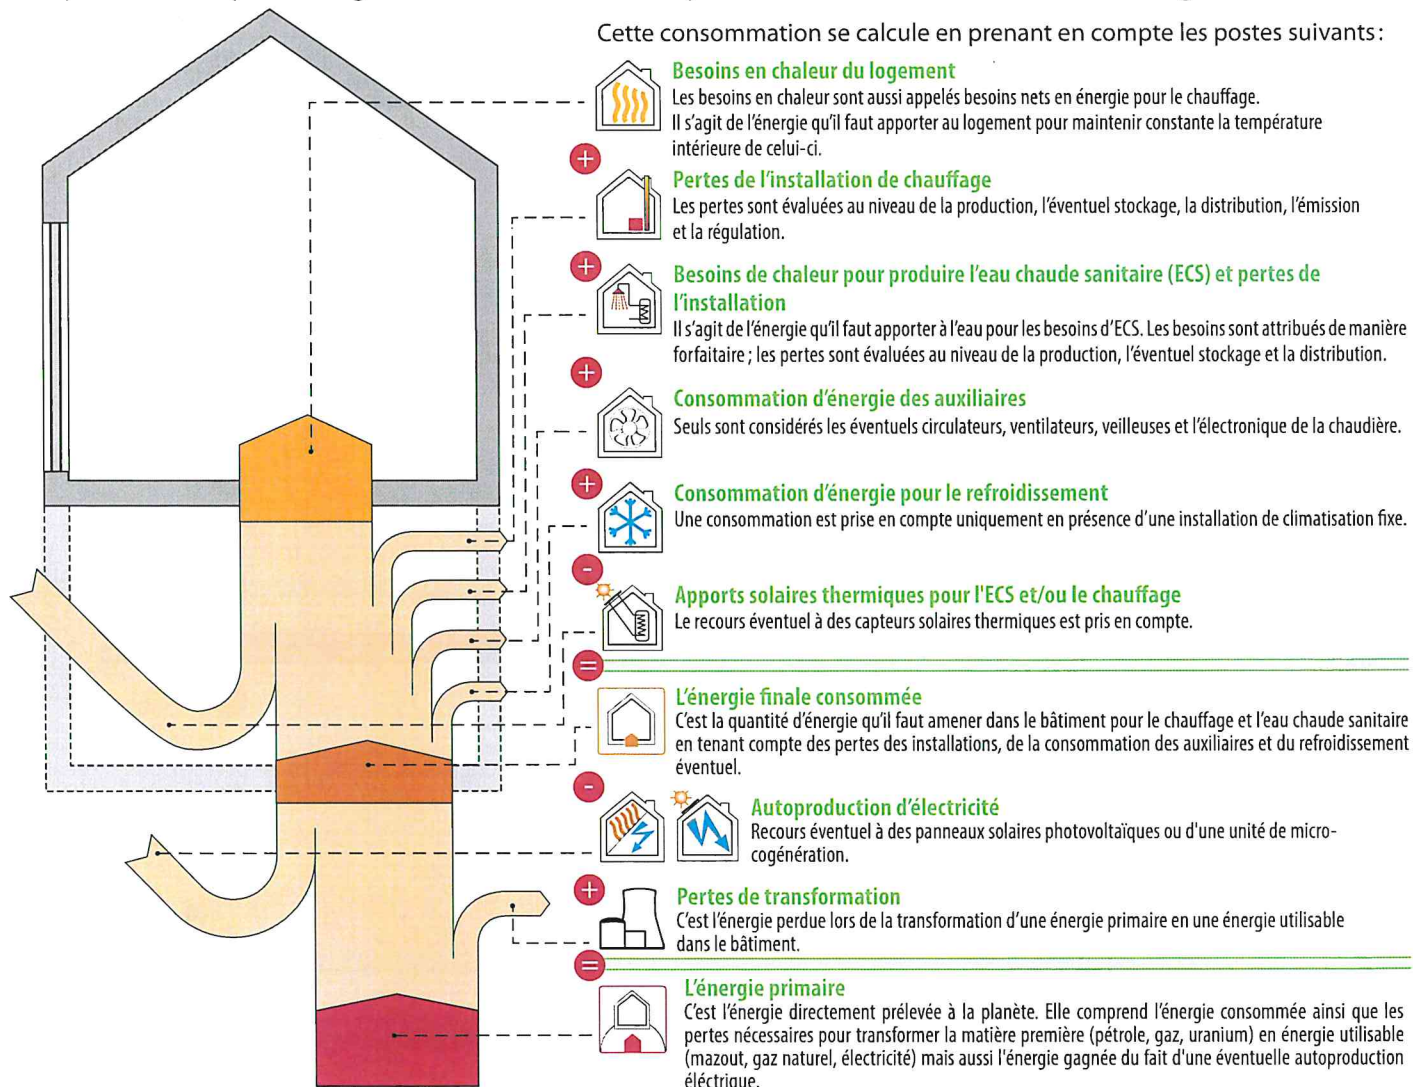 Cette consommation se calcule en prenant en compte les postes suivants :
Besoins en chaleur du logement
Les besoins en chaleur sont aussi appelés besoins nets en énergie pour le chauffage.
Il s'agit de l'énergie qu'il faut apporter au logement pour maintenir constante la température
intérieure de celui-ci.
+
Pertes de l'installation de chauffage
Les pertes sont évaluées au niveau de la production, l'éventuel stockage, la distribution, l'émission
et la régulation.
+
Besoins de chaleur pour produire l'eau chaude sanitaire (ECS) et pertes de
l'installation
Il s'agit de l'énergie qu'il faut apporter à l'eau pour les besoins d'ECS. Les besoins sont attribués de manière
forfaitaire ; les pertes sont évaluées au niveau de la production, l'éventuel stockage et la distribution.
+
Consommation d'énergie des auxiliaires
Seuls sont considérés les éventuels circulateurs, ventilateurs, veilleuses et l'électronique de la chaudière.
+
Consommation d'énergie pour le refroidissement
Une consommation est prise en compte uniquement en présence d'une installation de climatisation fixe.
-
Apports solaires thermiques pour l'ECS et/ou le chauffage
Le recours éventuel à des capteurs solaires thermiques est pris en compte.
=
L'énergie finale consommée
C'est la quantité d'énergie qu'il faut amener dans le bâtiment pour le chauffage et l'eau chaude sanitaire
en tenant compte des pertes des installations, de la consommation des auxiliaires et du refroidissement
éventuel.
-
Autoproduction d'électricité
Recours éventuel à des panneaux solaires photovoltaïques ou d'une unité de micro-
cogénération.
+
Pertes de transformation
C'est l'énergie perdue lors de la transformation d'une énergie primaire en une énergie utilisable
dans le bâtiment.
=
L'énergie primaire
C'est l'énergie directement prélevée à la planète. Elle comprend l'énergie consommée ainsi que les
pertes nécessaires pour transformer la matière première (pétrole, gaz, uranium) en énergie utilisable
(mazout, gaz naturel, électricité) mais aussi l'énergie gagnée du fait d'une éventuelle autoproduction
éléctrique.